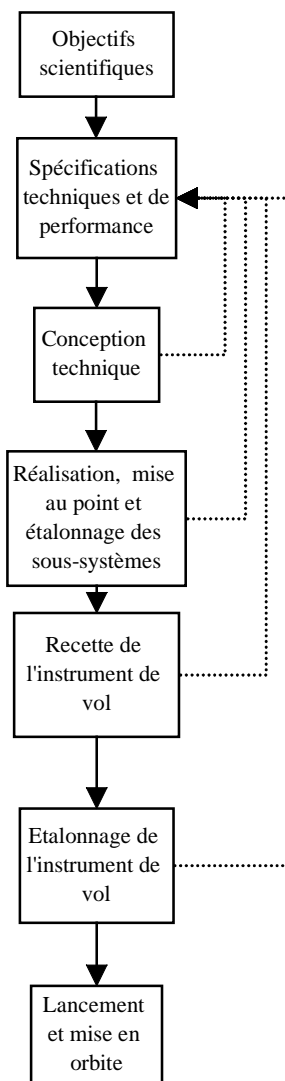 Objectifs
scientifiques
Spécifications
techniques et de
performance
Conception
technique
Réalisation, mise
au point et
étalonnage des
sous-systèmes
Recette de
l'instrument de
vol
Etalonnage de
l'instrument de
vol
Lancement
et mise en
orbite